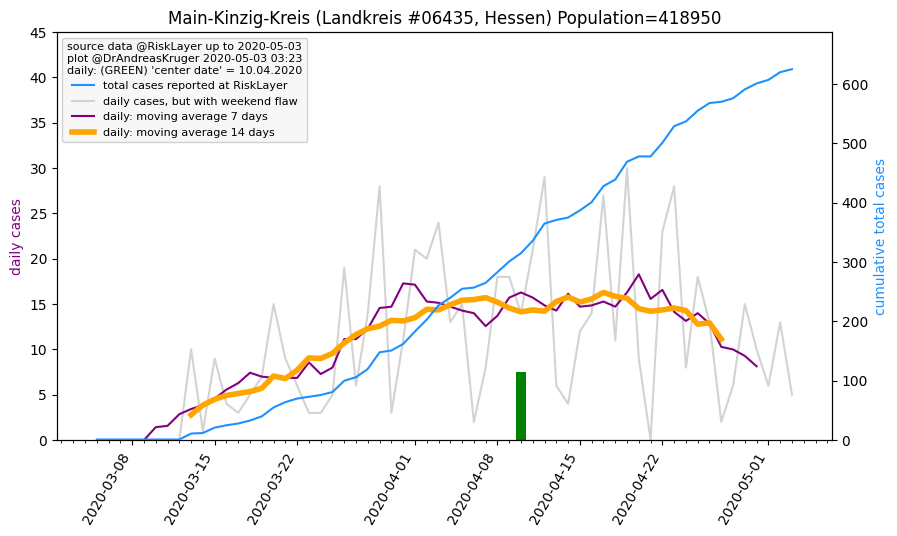 Main-Kinzig-Kreis (Landkreis #06435, Hessen) Population=418950
source data @RiskLayer up to 2020-05-03
plot @DrAndreasKruger 2020-05-03 03:23
daily: (GREEN) 'center date' = 10.04.2020
total cases reported at RiskLayer
daily cases, but with weekend flaw
daily: moving average 7 days
daily: moving average 14 days
daily cases
45
40
35
30
25
20
15
10
5
0
600
500
400
300
200
100
0
cumulative total cases
2020-03-08
2020-03-15
2020-03-22
2020-04-01
2020-04-08
2020-04-15
2020-04-22
2020-05-01